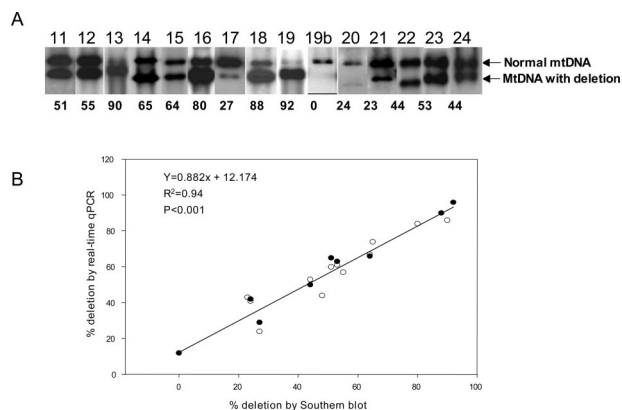 A
11 12 13 14 15 16 17 18 19 19b 20 21 22 23 24
Normal mtDNA
MtDNA with deletion
51 55 90 65 64 80 27 88 92 0 24 23 44 53 44
B
120
100
80
60
40
20
0
Y=0.882x + 12.174
R²=0.94
P<0.001
% deletion by real-time qPCR
0 20 40 60 80 100
% deletion by Southern blot